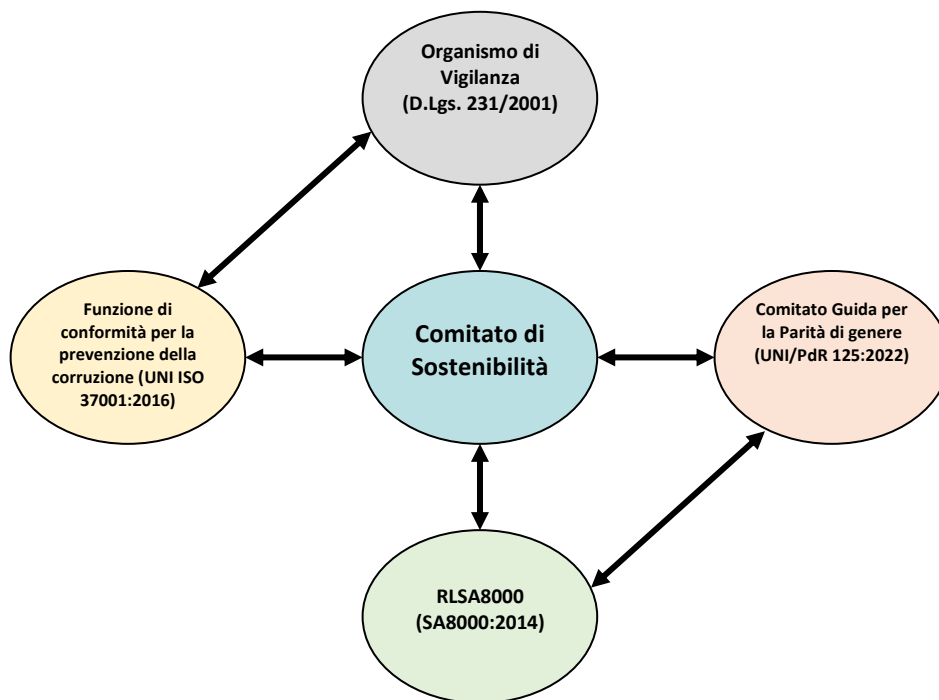 Organismo di
Vigilanza
(D.Lgs. 231/2001)
Funzione di
conformità per la
prevenzione della
corruzione (UNI ISO
37001:2016)
Comitato di
Sostenibilità
Comitato Guida per
la Parità di genere
(UNI/PdR 125:2022)
RLSA8000
(SA8000:2014)